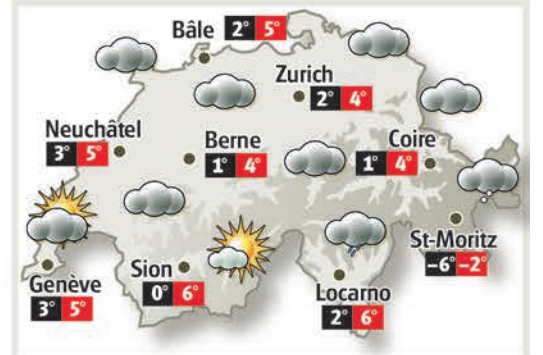 Bâle 2° 5°
Zurich
2° 4°
Neuchâtel
3° 5°
Berne
1° 4°
Coire
1° 4°
St-Moritz
–6° –2°
Genève
3° 5°
Sion
0° 6°
Locarno
2° 6°